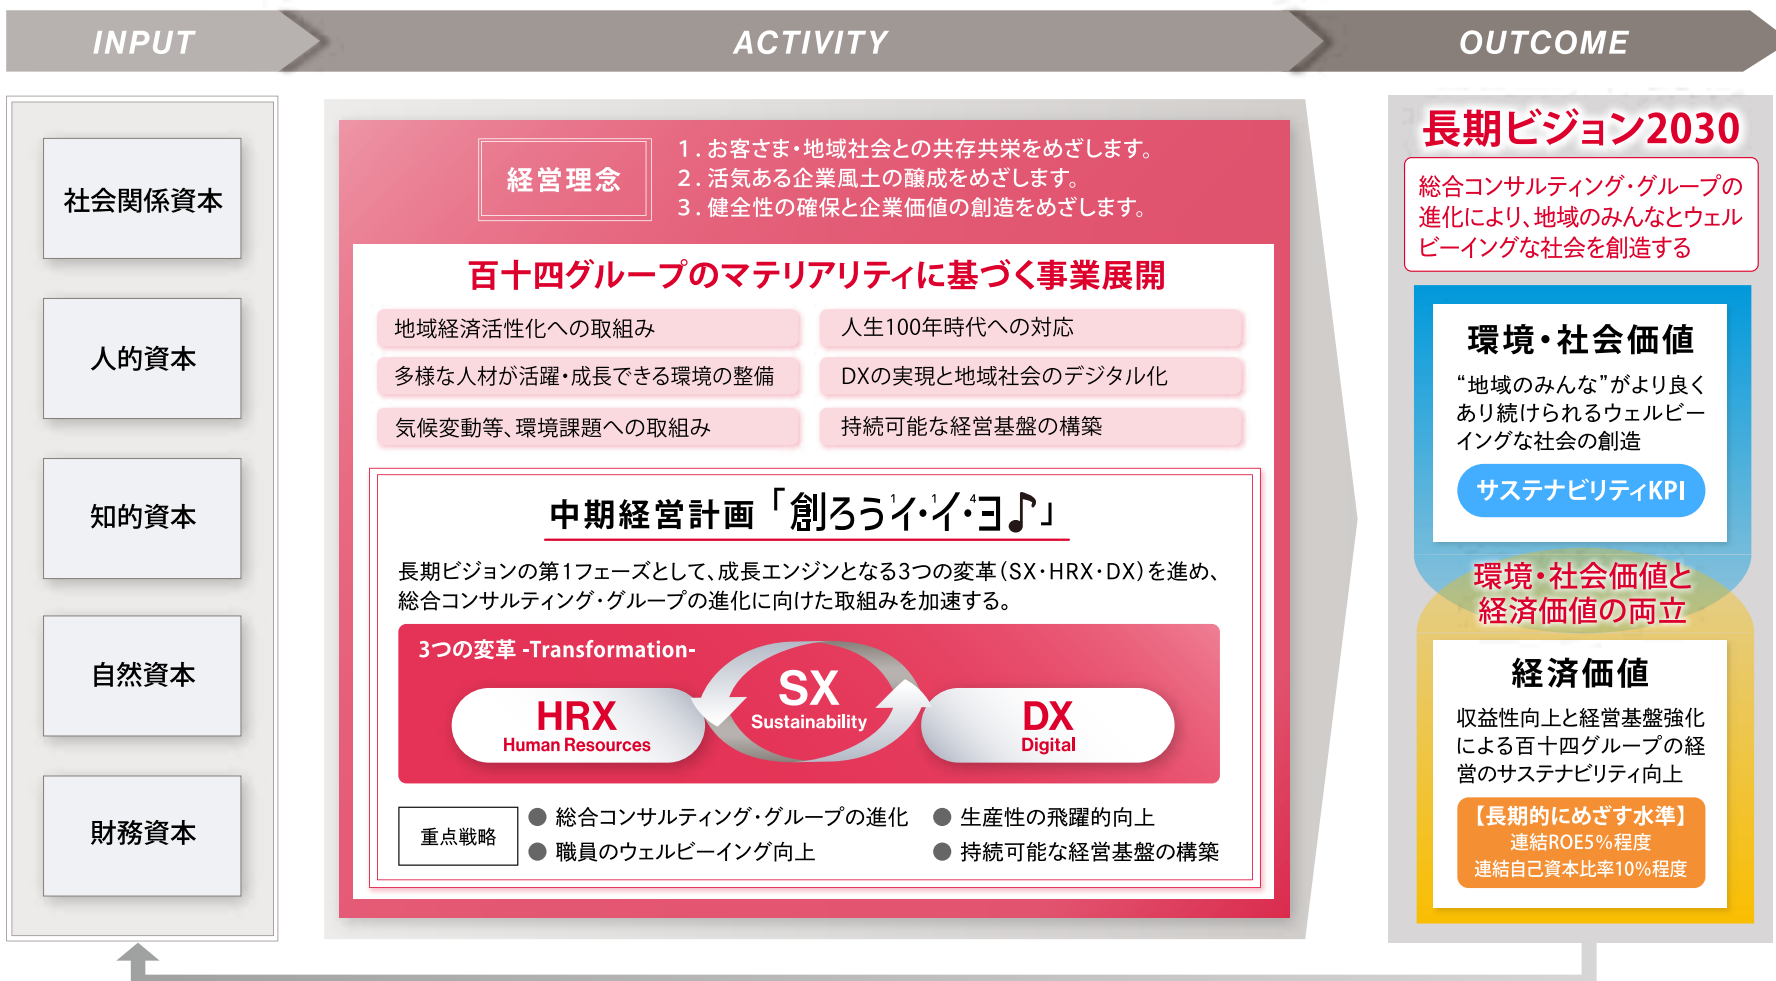 INPUT
ACTIVITY
OUTCOME
社会関係資本
人的資本
知的資本
自然資本
財務資本
経営理念
1. お客さま・地域社会との共存共栄をめざします。
2. 活気ある企業風土の醸成をめざします。
3. 健全性の確保と企業価値の創造をめざします。
百十四グループのマテリアリティに基づく事業展開
地域経済活性化への取組み
人生100年時代への対応
多様な人材が活躍・成長できる環境の整備
DXの実現と地域社会のデジタル化
気候変動等、環境課題への取組み
持続可能な経営基盤の構築
中期経営計画「創ろうイ・イ・ヨ♪」
1 1 4
長期ビジョンの第1フェーズとして、成長エンジンとなる3つの変革(SX・HRX・DX)を進め、
総合コンサルティング・グループの進化に向けた取組みを加速する。
3つの変革 -Transformation-
HRX
Human Resources
SX
Sustainability
DX
Digital
重点戦略
● 総合コンサルティング・グループの進化
● 生産性の飛躍的向上
● 職員のウェルビーイング向上
● 持続可能な経営基盤の構築
長期ビジョン2030
総合コンサルティング・グループの
進化により、地域のみんなとウェル
ビーイングな社会を創造する
環境・社会価値
“地域のみんな”がより良く
あり続けられるウェルビー
イングな社会の創造
サステナビリティKPI
環境・社会価値と
経済価値の両立
経済価値
収益性向上と経営基盤強化
による百十四グループの経
営のサステナビリティ向上
【長期的にめざす水準】
連結ROE5%程度
連結自己資本比率10%程度